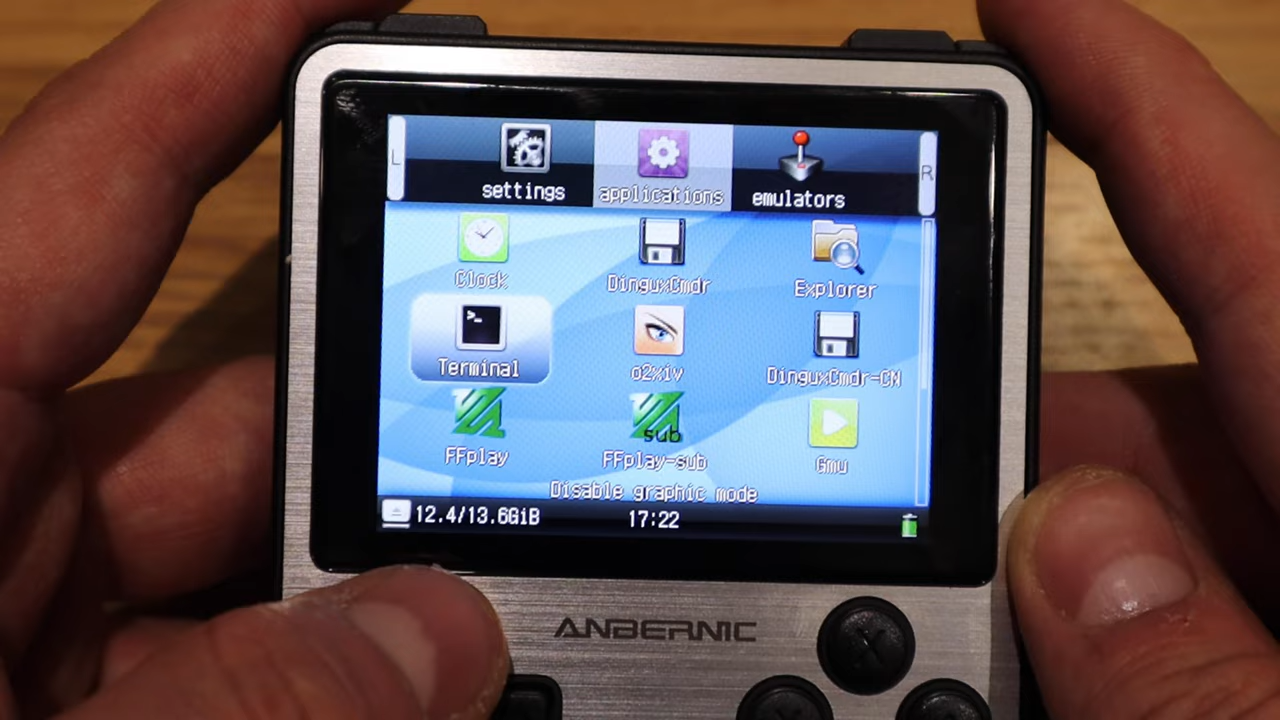 L
settings applications emulators
R
Clock DinguxCmdr Explorer
>_
Terminal o2xiv DinguxCmdr-CN
sub
FFplay FFplay-sub Gmu
Disable graphic mode
12.4/13.6GiB 17:22
ANBERNIC
X